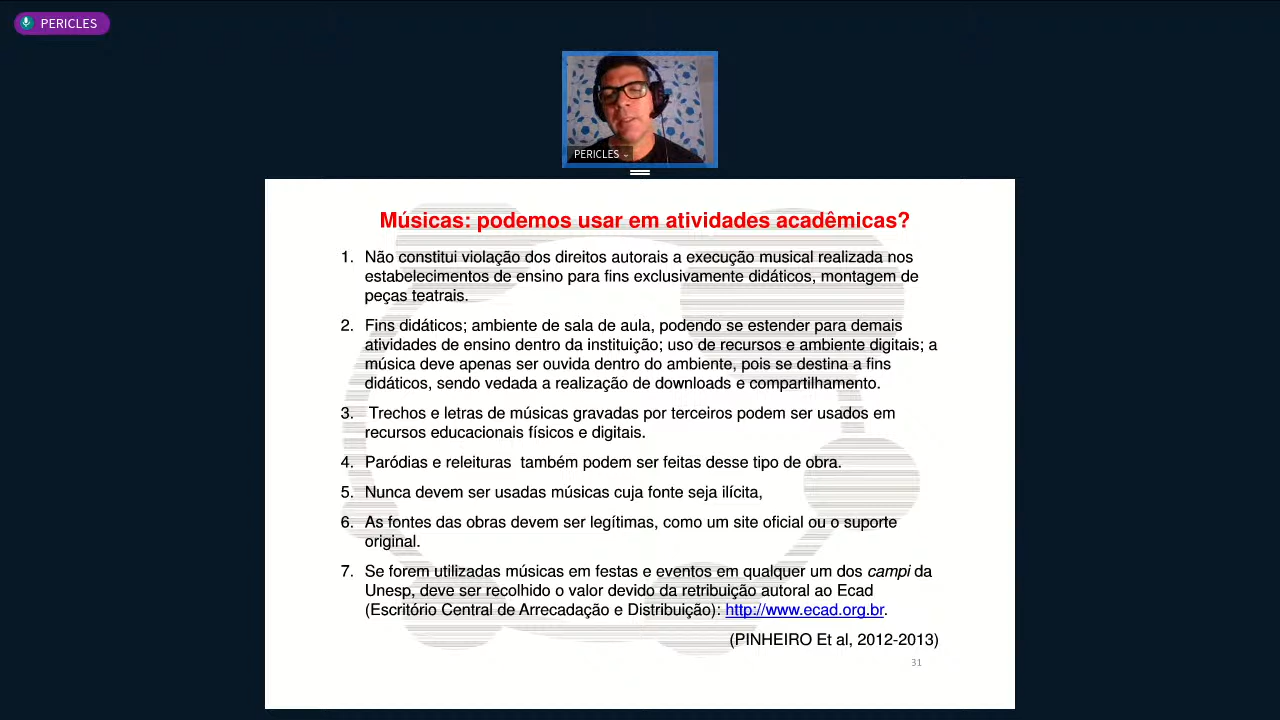 PERICLES
PERICLES
Músicas: podemos usar em atividades acadêmicas?
1. Não constitui violação dos direitos autorais a execução musical realizada nos
estabelecimentos de ensino para fins exclusivamente didáticos, montagem de
peças teatrais.
2. Fins didáticos; ambiente de sala de aula, podendo se estender para demais
atividades de ensino dentro da instituição; uso de recursos e ambiente digitais; a
música deve apenas ser ouvida dentro do ambiente, pois se destina a fins
didáticos, sendo vedada a realização de downloads e compartilhamento.
3. Trechos e letras de músicas gravadas por terceiros podem ser usados em
recursos educacionais físicos e digitais.
4. Paródias e releituras também podem ser feitas desse tipo de obra.
5. Nunca devem ser usadas músicas cuja fonte seja ilícita,
6. As fontes das obras devem ser legítimas, como um site oficial ou o suporte
original.
7. Se forem utilizadas músicas em festas e eventos em qualquer um dos campi da
Unesp, deve ser recolhido o valor devido da retribuição autoral ao Ecad
(Escritório Central de Arrecadação e Distribuição): http://www.ecad.org.br.
(PINHEIRO Et al, 2012-2013)
31